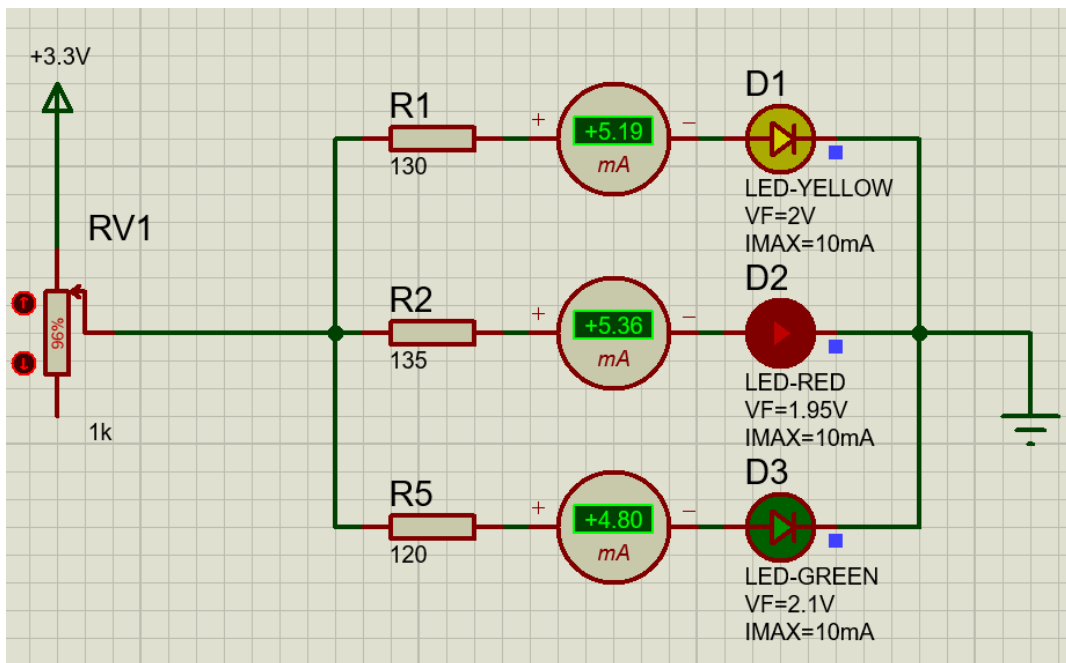 +3.3V
RV1
96%
1k
R1
130
+
+5.19
mA
−
D1
LED-YELLOW
VF=2V
IMAX=10mA
R2
135
+
+5.36
mA
−
D2
LED-RED
VF=1.95V
IMAX=10mA
R5
120
+
+4.80
mA
−
D3
LED-GREEN
VF=2.1V
IMAX=10mA